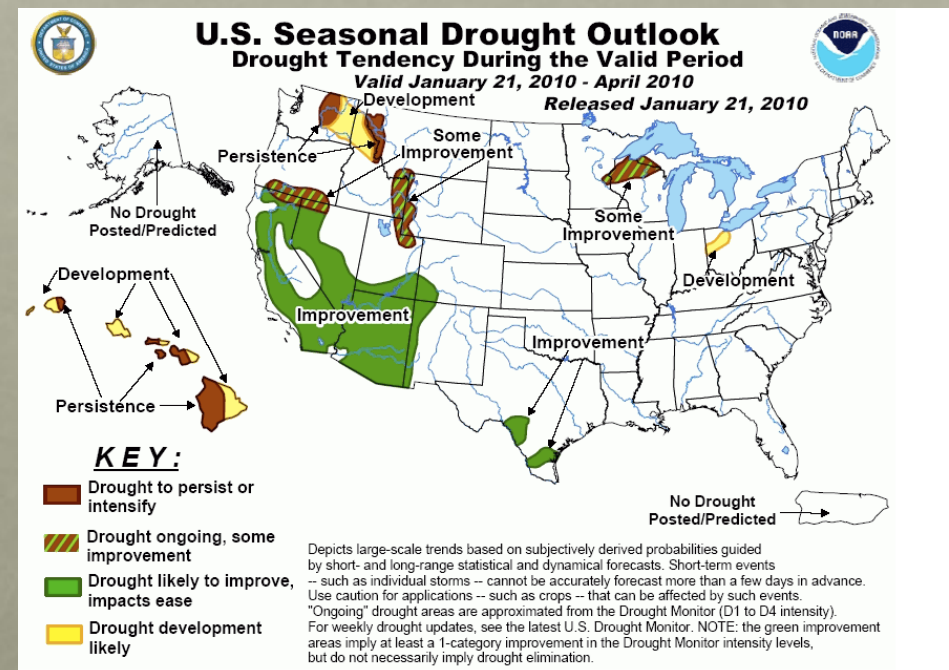 U.S. Seasonal Drought Outlook
Drought Tendency During the Valid Period
Valid January 21, 2010 - April 2010
Released January 21, 2010
DEPARTMENT OF COMMERCE
UNITED STATES OF AMERICA
NOAA
Development
Persistence
Some
Improvement
No Drought
Posted/Predicted
Some
Improvement
Development
Development
Improvement
Improvement
Persistence
KEY:
Drought to persist or
intensify
Drought ongoing, some
improvement
Drought likely to improve,
impacts ease
Drought development
likely
No Drought
Posted/Predicted
Depicts large-scale trends based on subjectively derived probabilities guided
by short- and long-range statistical and dynamical forecasts. Short-term events
-- such as individual storms -- cannot be accurately forecast more than a few days in advance.
Use caution for applications -- such as crops -- that can be affected by such events.
"Ongoing" drought areas are approximated from the Drought Monitor (D1 to D4 intensity).
For weekly drought updates, see the latest U.S. Drought Monitor. NOTE: the green improvement
areas imply at least a 1-category improvement in the Drought Monitor intensity levels,
but do not necessarily imply drought elimination.